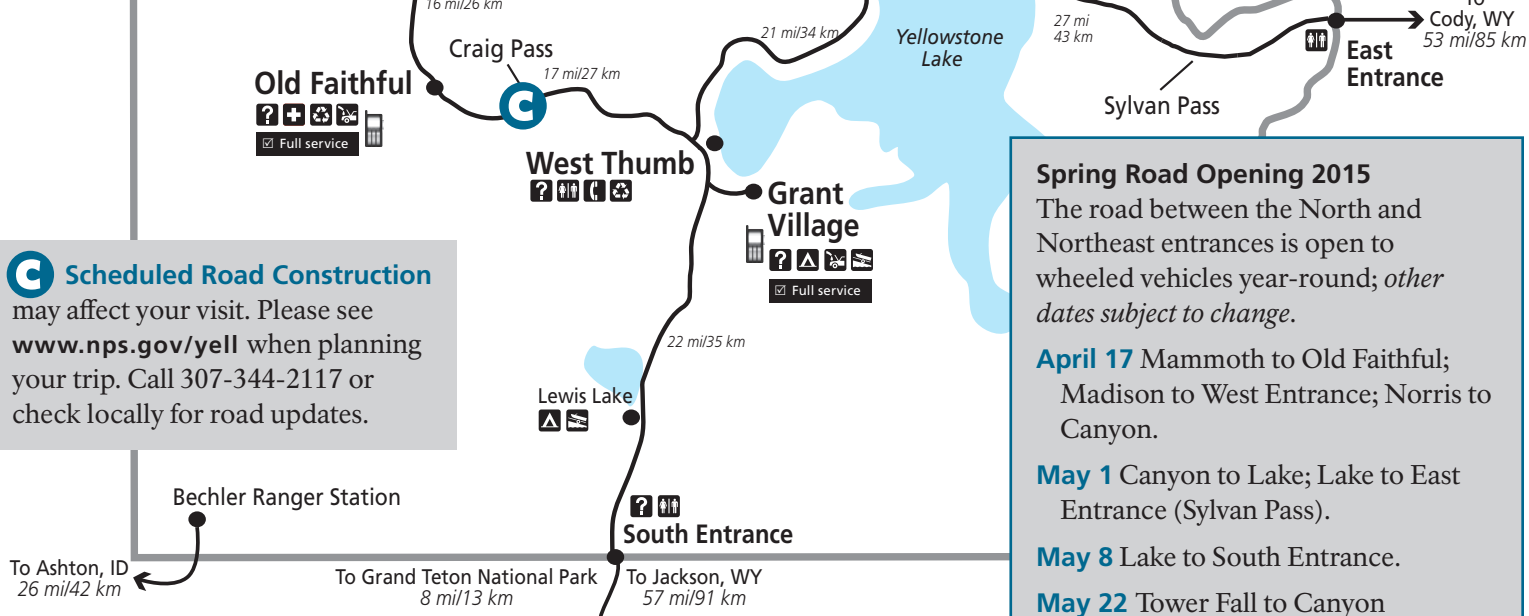 16 mi/26 km
Craig Pass
17 mi/27 km
21 mi/34 km
Yellowstone
Lake
27 mi
43 km
To
Cody, WY
53 mi/85 km
East
Entrance
Sylvan Pass
Old Faithful
? 
☑ Full service
C
West Thumb
?
Grant
Village
?
☑ Full service
C Scheduled Road Construction
may affect your visit. Please see
www.nps.gov/yell when planning
your trip. Call 307-344-2117 or
check locally for road updates.
22 mi/35 km
Lewis Lake
Bechler Ranger Station
?
South Entrance
To Ashton, ID
26 mi/42 km
To Grand Teton National Park
8 mi/13 km
To Jackson, WY
57 mi/91 km
Spring Road Opening 2015
The road between the North and
Northeast entrances is open to
wheeled vehicles year-round; other
dates subject to change.
April 17 Mammoth to Old Faithful;
Madison to West Entrance; Norris to
Canyon.
May 1 Canyon to Lake; Lake to East
Entrance (Sylvan Pass).
May 8 Lake to South Entrance.
May 22 Tower Fall to Canyon